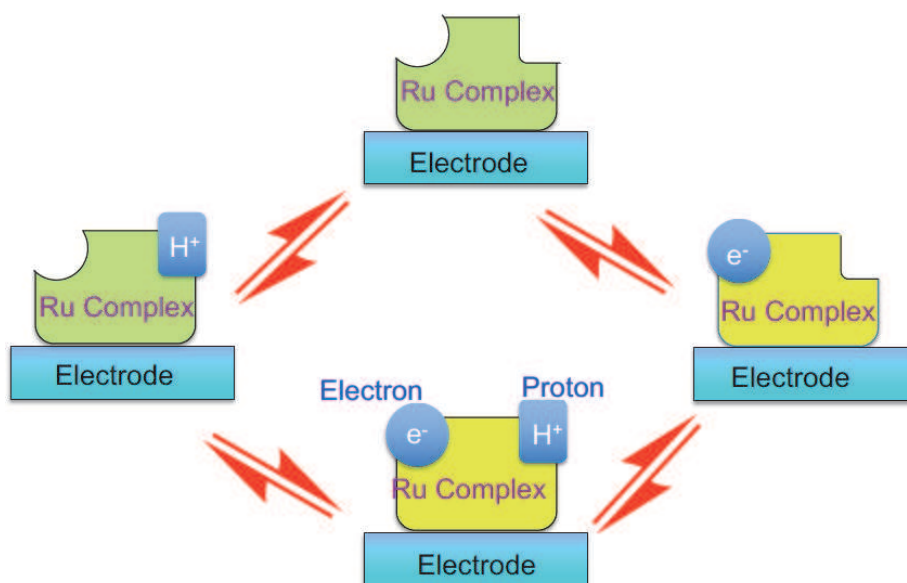 Ru Complex
Electrode
H⁺
Ru Complex
Electrode
e⁻
Ru Complex
Electrode
Electron
Proton
e⁻
H⁺
Ru Complex
Electrode